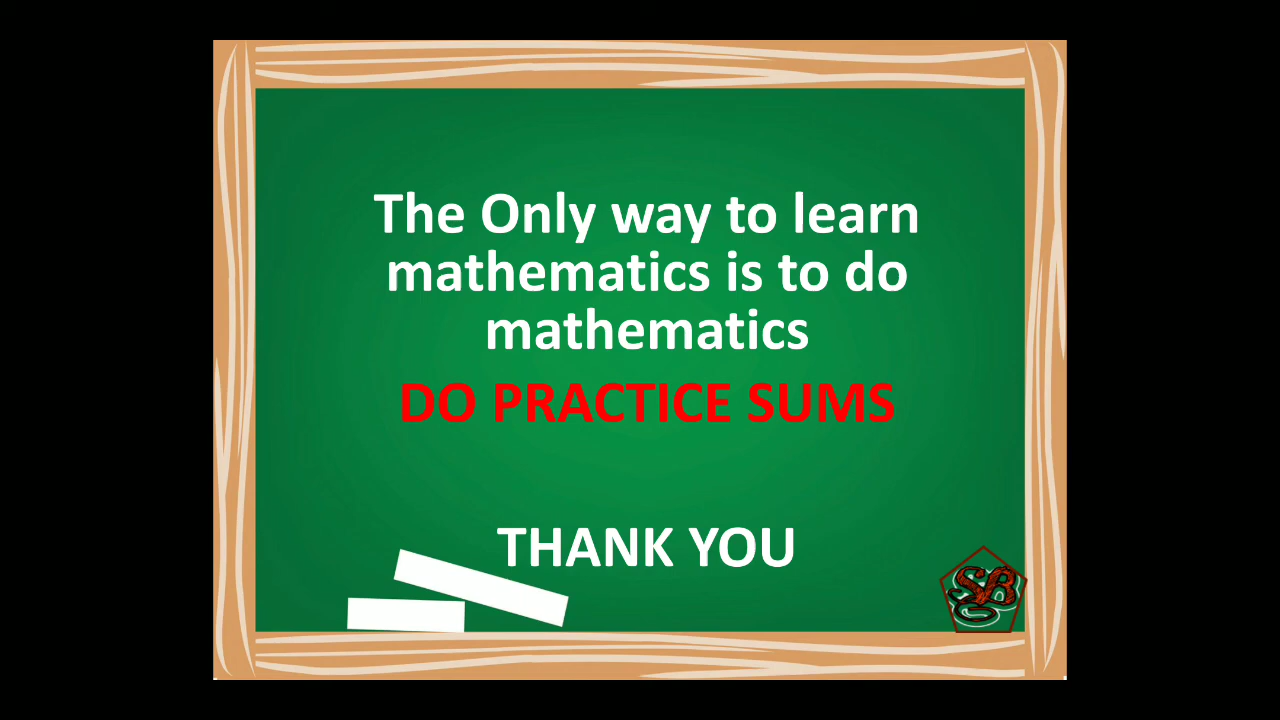 The Only way to learn
mathematics is to do
mathematics
DO PRACTICE SUMS
THANK YOU